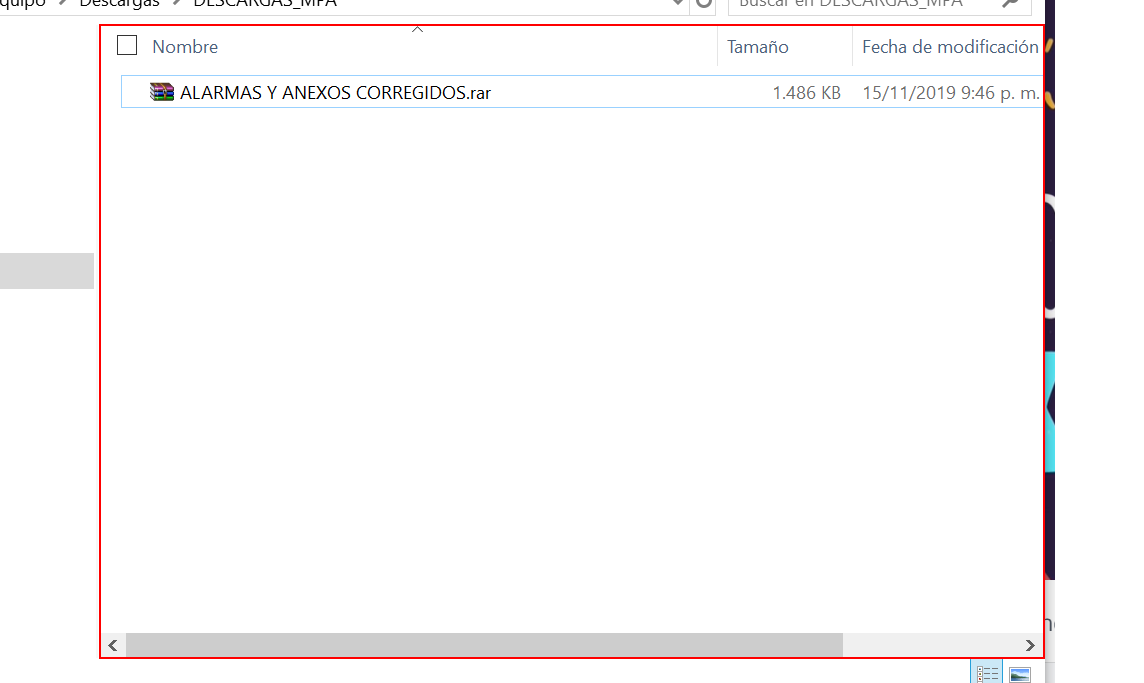 Descargas DESCARGAS_MPA Buscar en DESCARGAS_MPA
Nombre Tamaño Fecha de modificación
ALARMAS Y ANEXOS CORREGIDOS.rar 1.486 KB 15/11/2019 9:46 p. m.